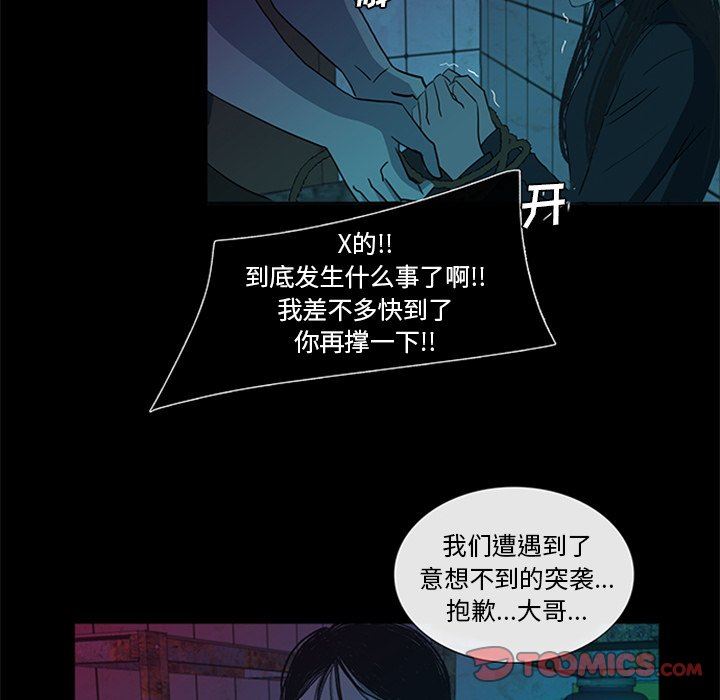 解
开
X的!!
到底发生什么事了啊!!
我差不多快到了
你再撑一下!!
我们遭遇到了
意想不到的突袭...
抱歉...大哥...
TOOMICS.COM